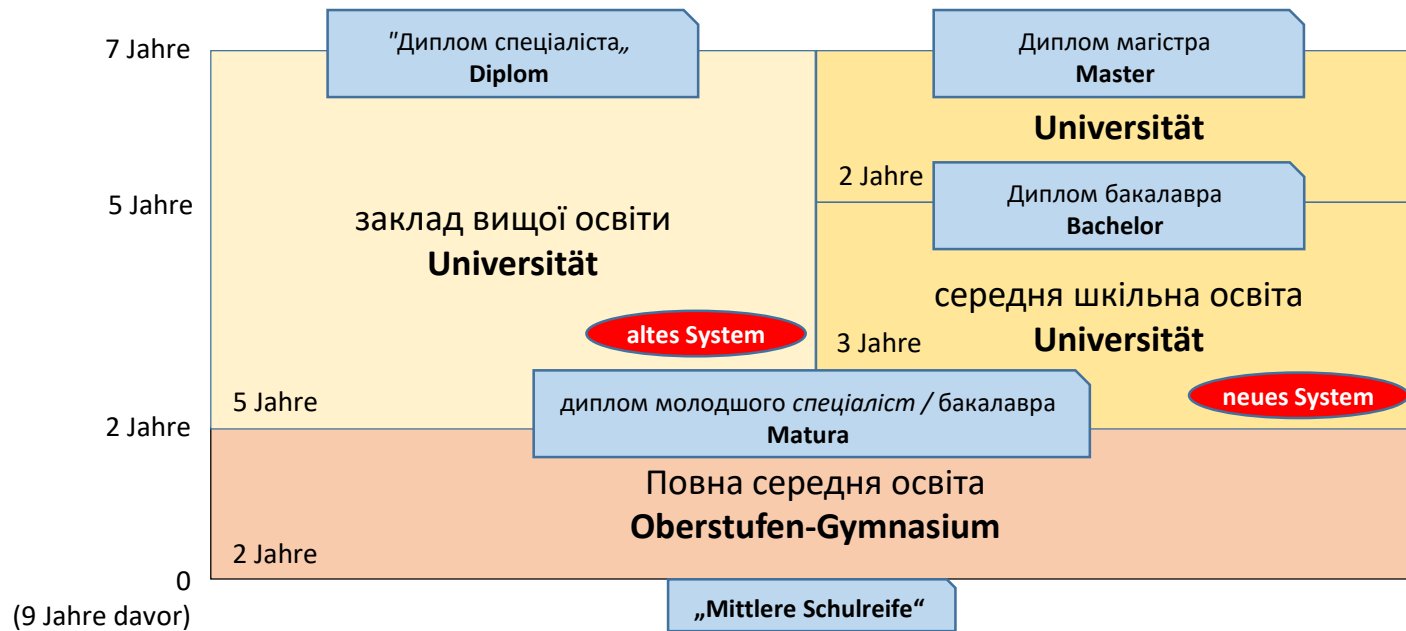 7 Jahre
"Диплом спеціаліста„
Diplom
Диплом магістра
Master
Universität
2 Jahre
5 Jahre
Диплом бакалавра
Bachelor
заклад вищої освіти
Universität
середня шкільна освіта
Universität
altes System
3 Jahre
neues System
5 Jahre
диплом молодшого спеціаліст / бакалавра
Matura
2 Jahre
Повна середня освіта
Oberstufen-Gymnasium
2 Jahre
0
(9 Jahre davor)
„Mittlere Schulreife“